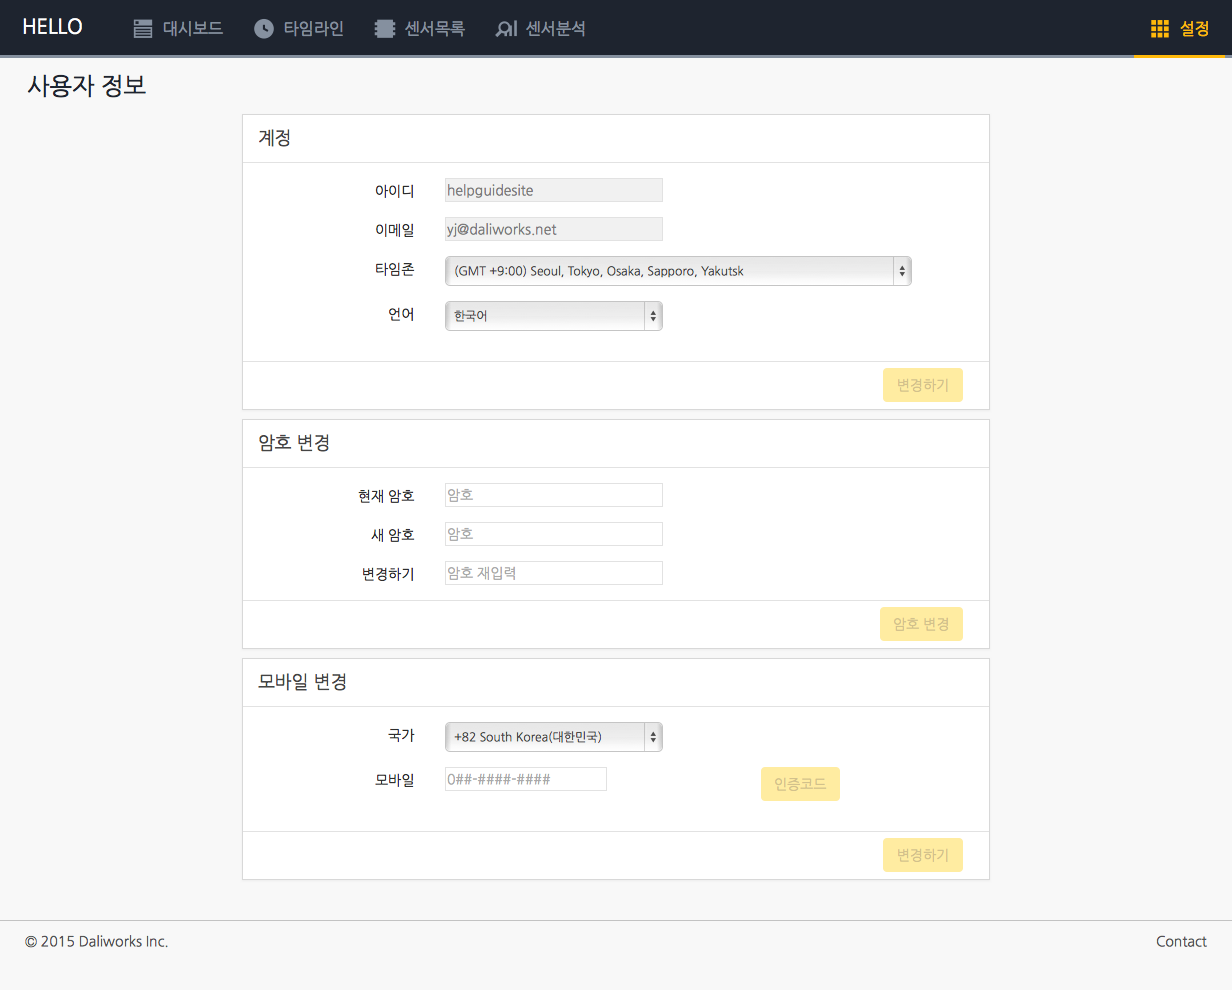 HELLO 대시보드 타임라인 센서목록 센서분석 설정
사용자 정보
계정
아이디 helpguidesite
이메일 yj@daliworks.net
타임존 (GMT +9:00) Seoul, Tokyo, Osaka, Sapporo, Yakutsk
언어 한국어
변경하기
암호 변경
현재 암호 암호
새 암호 암호
변경하기 암호 재입력
암호 변경
모바일 변경
국가 +82 South Korea(대한민국)
모바일 0##-####-#### 인증코드
변경하기
© 2015 Daliworks Inc. Contact